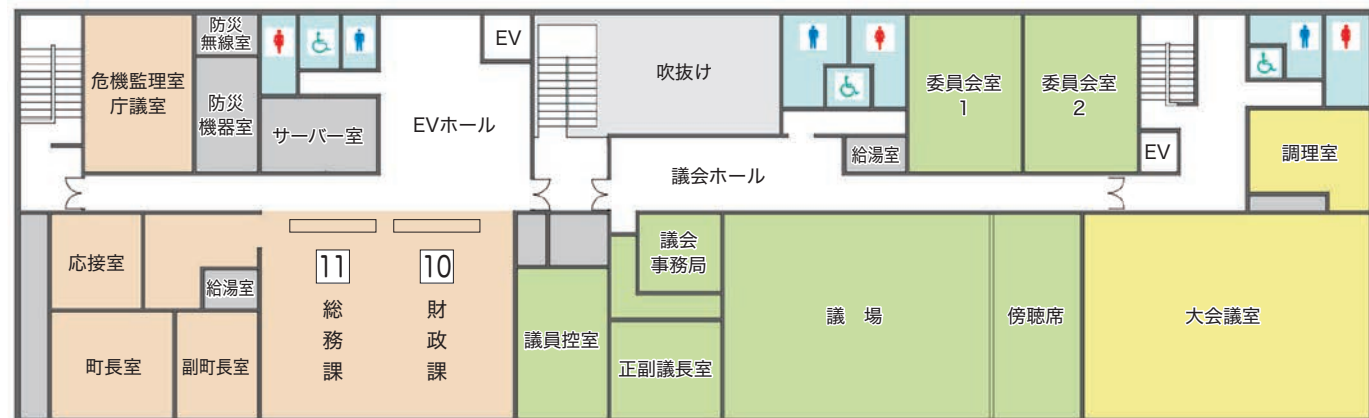 防災
無線室
EV
危機監理室
庁議室
防災
機器室
サーバー室
EVホール
吹抜け
委員会室
1
委員会室
2
給湯室
EV
調理室
議会ホール
応接室
給湯室
町長室
副町長室
11
総務課
10
財政課
議員控室
議会
事務局
正副議長室
議 場
傍聴席
大会議室